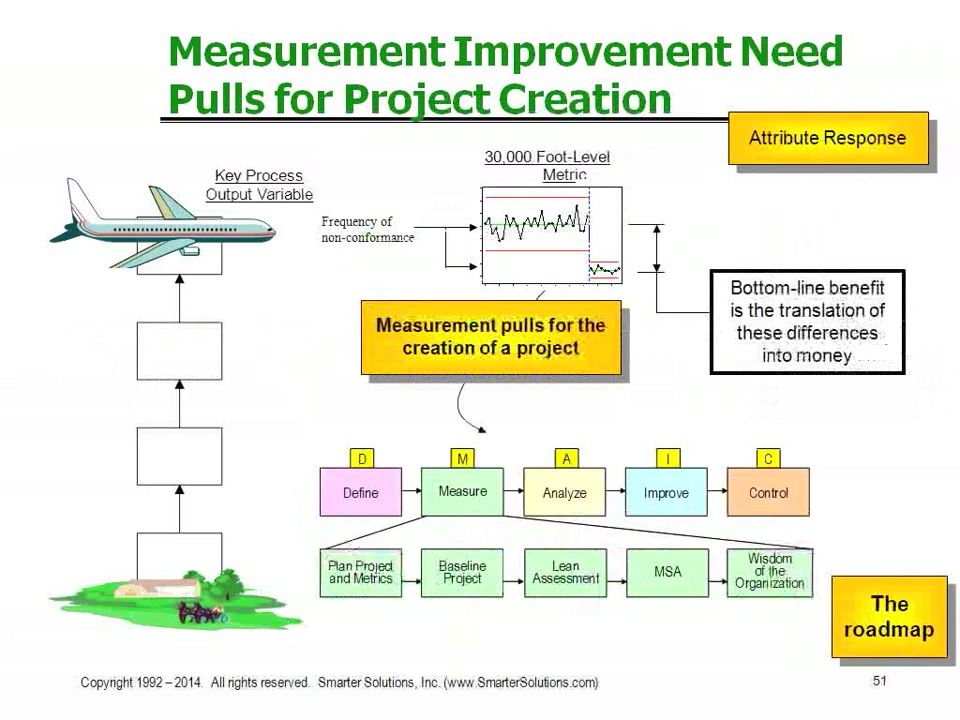 Measurement Improvement Need
Pulls for Project Creation
Attribute Response
Key Process
Output Variable
30,000 Foot-Level
Metric
Frequency of
non-conformance
Bottom-line benefit
is the translation of
these differences
into money
Measurement pulls for the
creation of a project
D
M
A
I
C
Define
Measure
Analyze
Improve
Control
Plan Project
and Metrics
Baseline
Project
Lean
Assessment
MSA
Wisdom
of the
Organization
The
roadmap
Copyright 1992 – 2014. All rights reserved. Smarter Solutions, Inc. (www.SmarterSolutions.com)
51